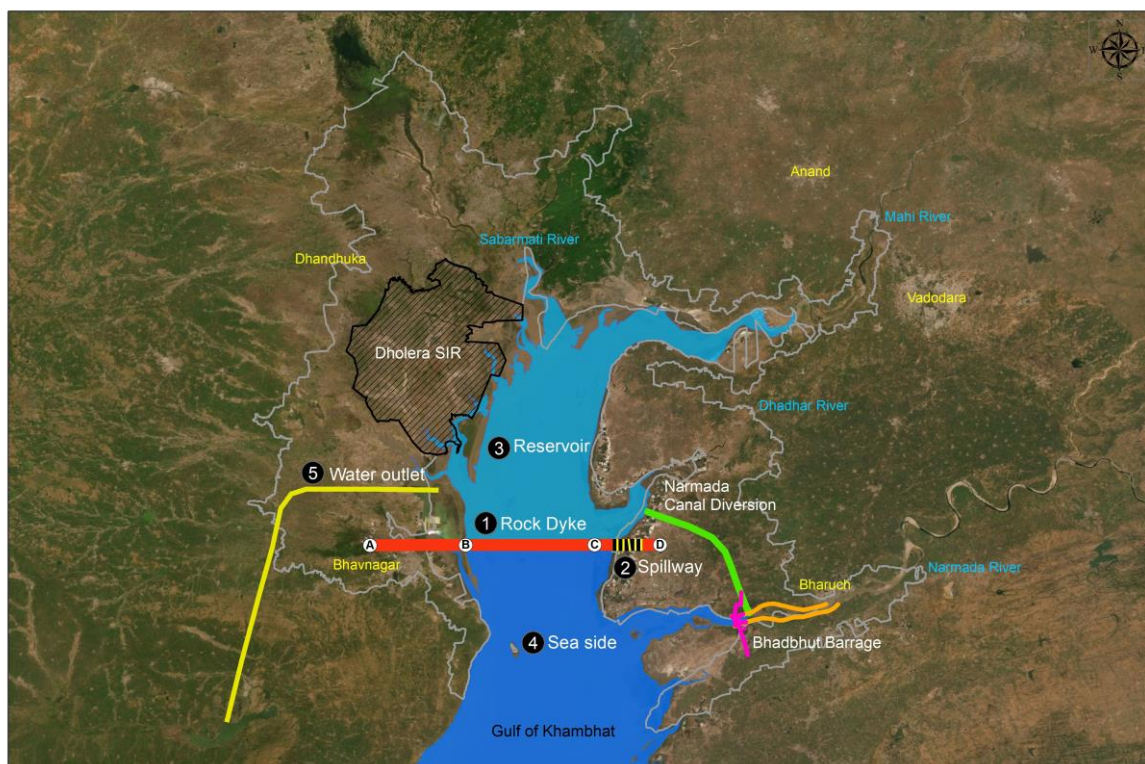 N
W
E
S
Anand
Mahi River
Sabarmati River
Dhandhuka
Vadodara
Dholera SIR
Dhadhar River
3 Reservoir
5 Water outlet
Narmada
Canal Diversion
1 Rock Dyke
A
B
C
D
Bhavnagar
2 Spillway
Narmada River
Bharuch
4 Sea side
Bhadbhut Barrage
Gulf of Khambhat